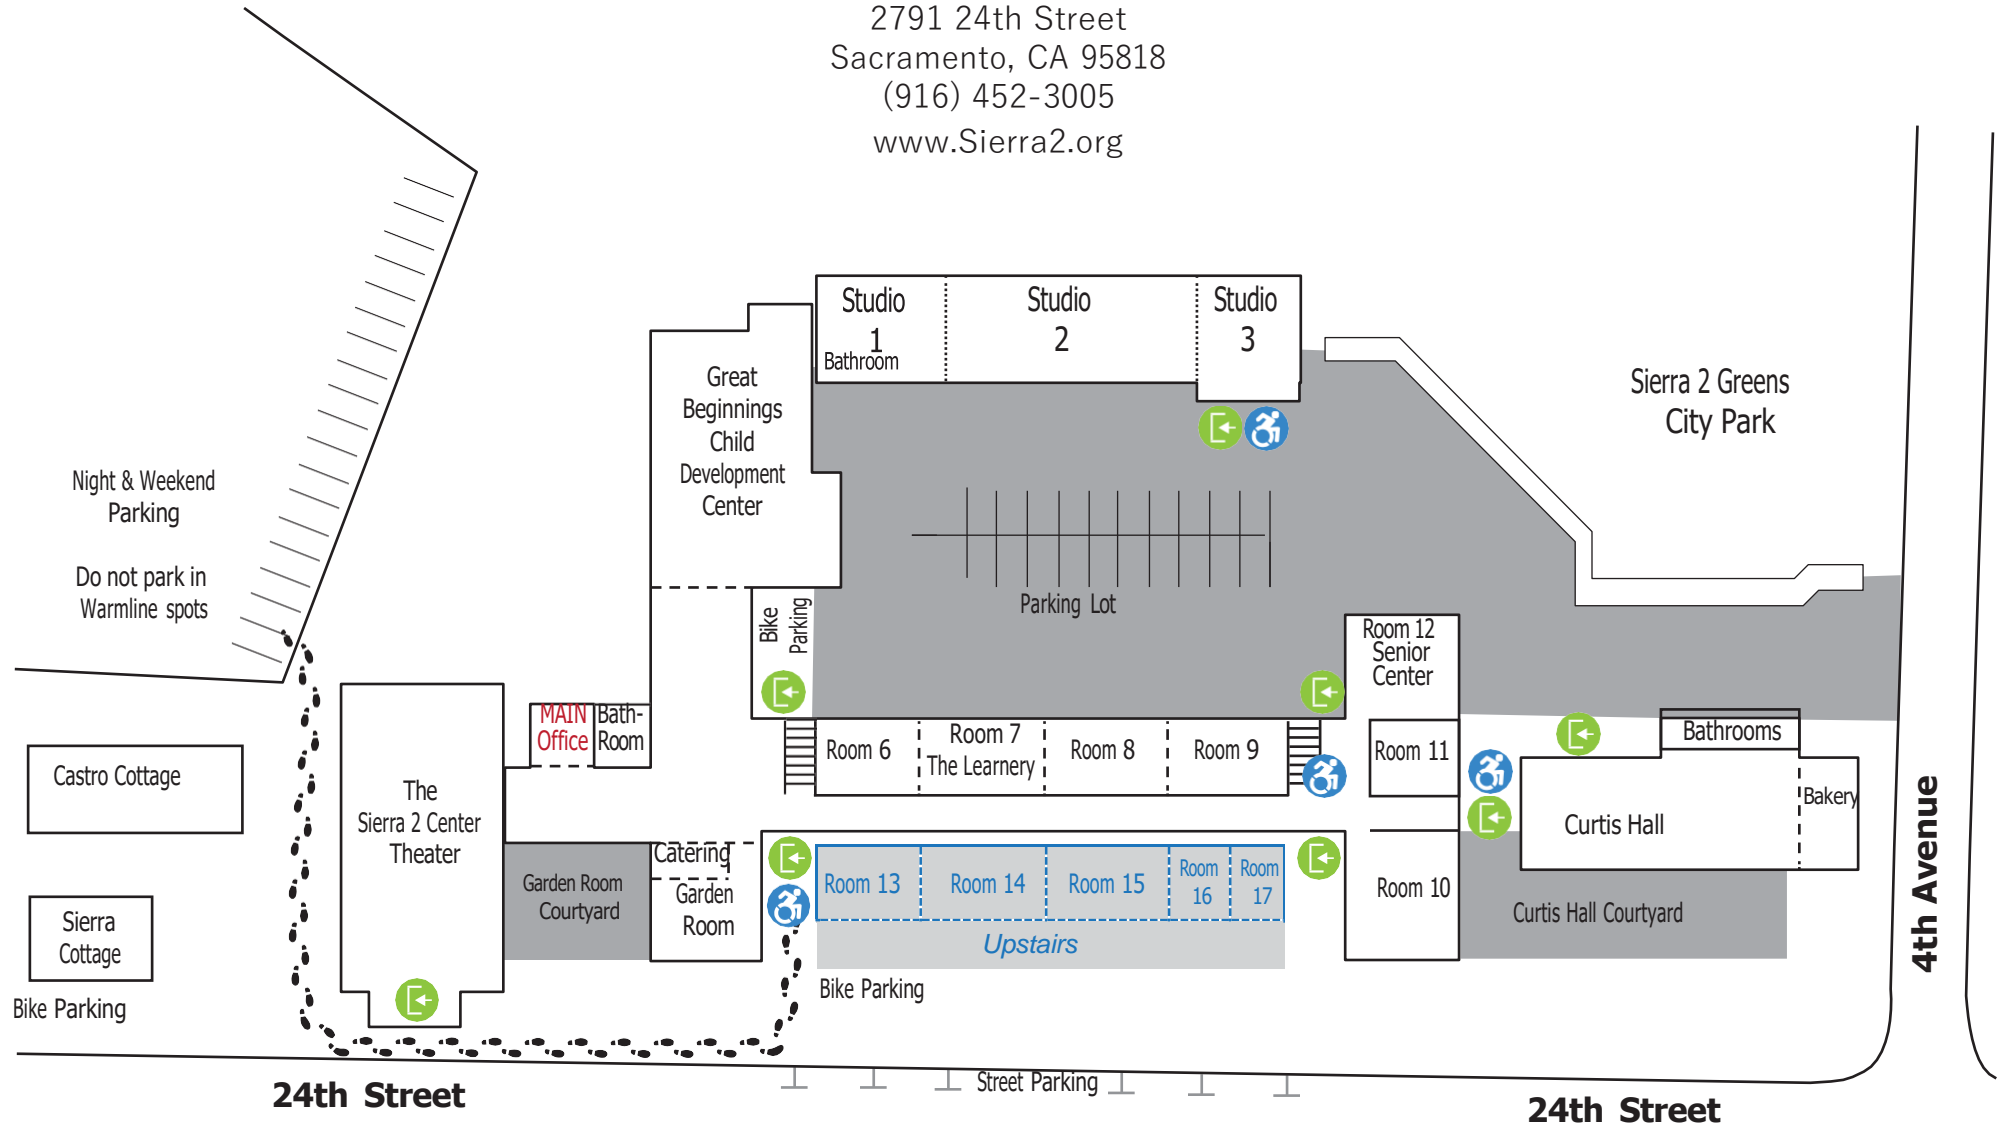 2791 24th Street
Sacramento, CA 95818
(916) 452-3005
www.Sierra2.org
Studio
1
Bathroom
Studio
2
Studio
3
Great
Beginnings
Child
Development
Center
Sierra 2 Greens
City Park
Night & Weekend
Parking
Do not park in
Warmline spots
Parking Lot
Bike
Parking
Room 12
Senior
Center
MAIN
Office
Bath-
Room
Room 6
Room 7
The Learnery
Room 8
Room 9
Room 11
Bathrooms
Castro Cottage
The
Sierra 2 Center
Theater
Curtis Hall
Bakery
4th Avenue
Catering
Garden
Room
Garden Room
Courtyard
Room 13
Room 14
Room 15
Room
16
Room
17
Upstairs
Room 10
Curtis Hall Courtyard
Sierra
Cottage
Bike Parking
Bike Parking
Street Parking
24th Street
24th Street